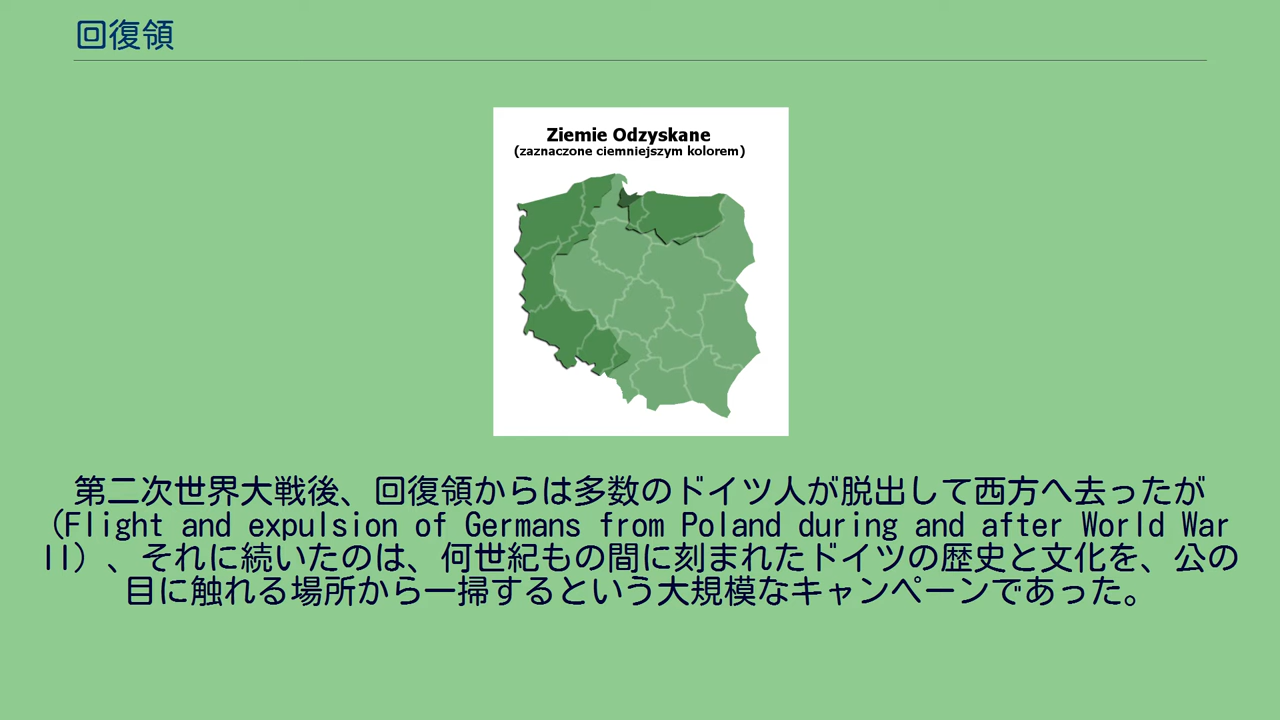 回復領
Ziemie Odzyskane
(zaznaczone ciemniejszym kolorem)
第二次世界大戦後、回復領からは多数のドイツ人が脱出して西方へ去ったが
（Flight and expulsion of Germans from Poland during and after World War
II）、それに続いたのは、何世紀もの間に刻まれたドイツの歴史と文化を、公の
目に触れる場所から一掃するという大規模なキャンペーンであった。